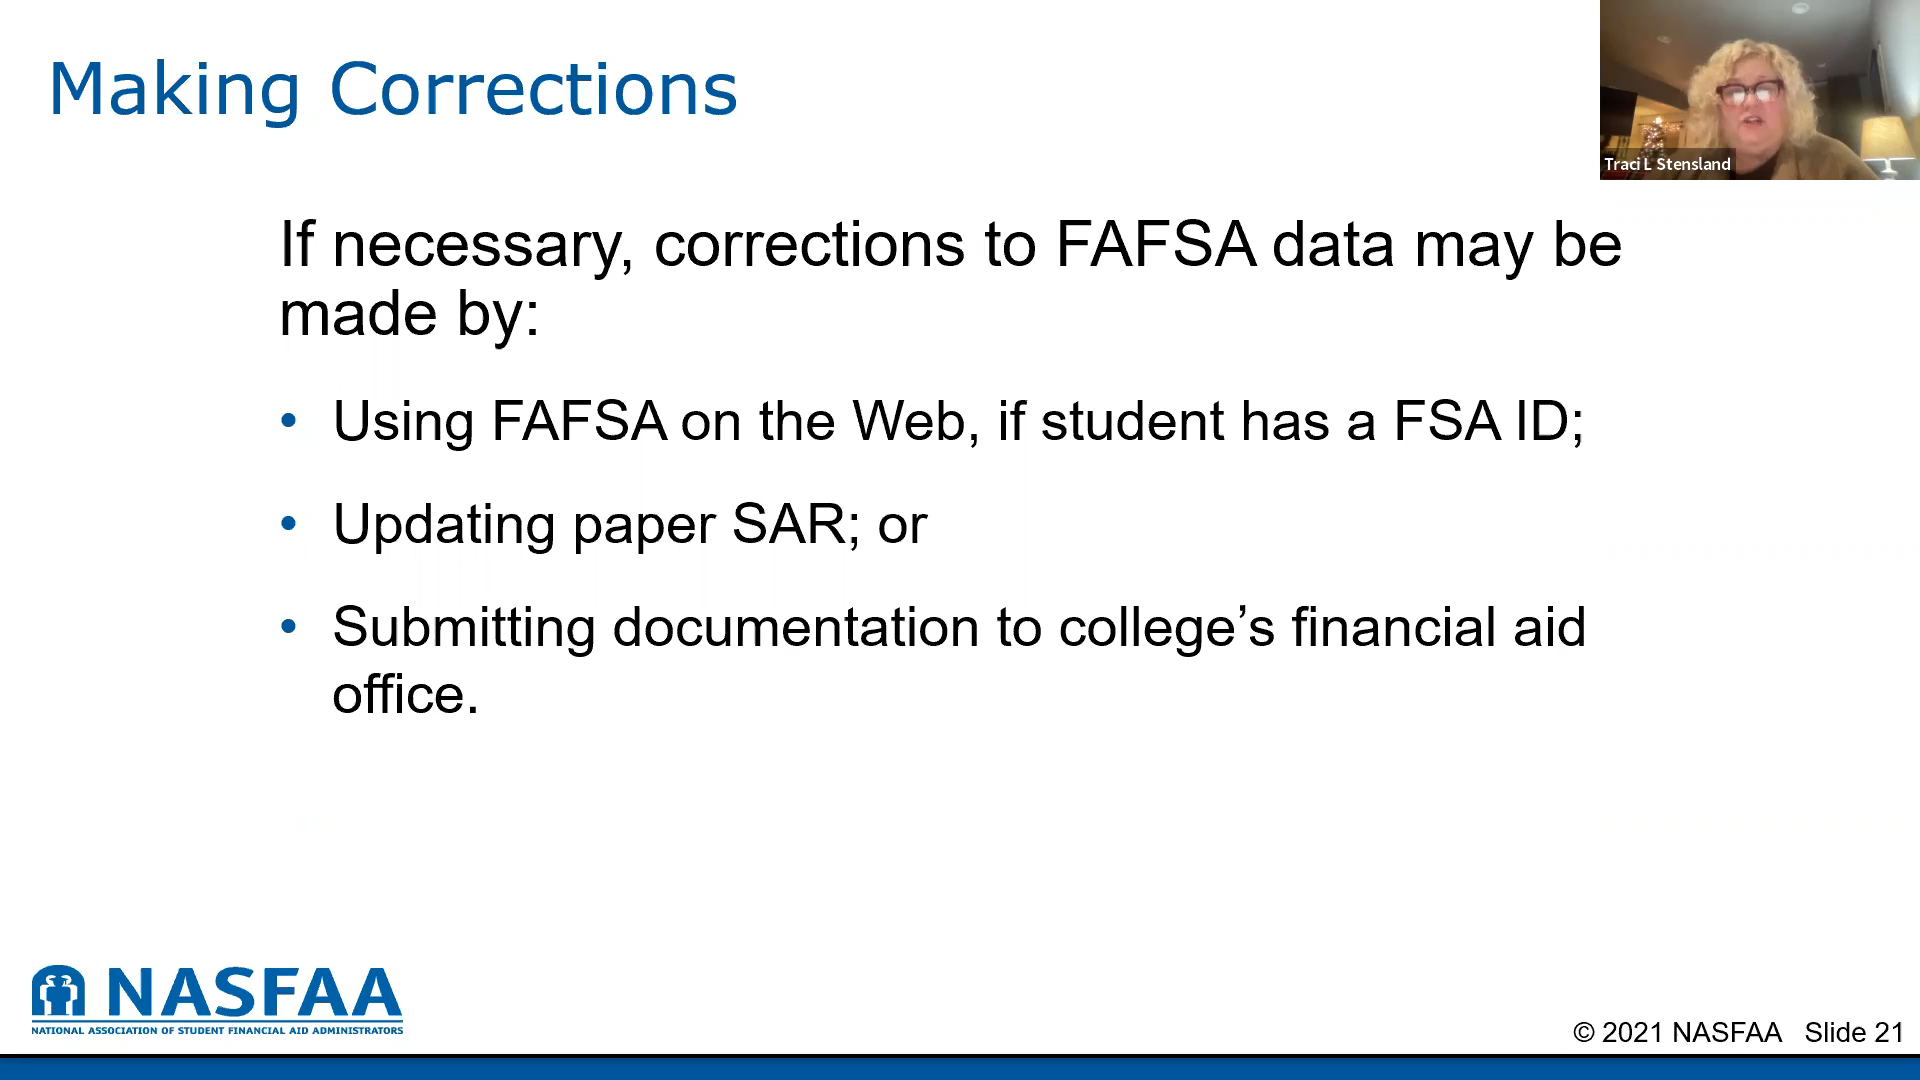 Making Corrections
Traci L Stensland
If necessary, corrections to FAFSA data may be
made by:
• Using FAFSA on the Web, if student has a FSA ID;
• Updating paper SAR; or
• Submitting documentation to college’s financial aid
office.
NASFAA
NATIONAL ASSOCIATION OF STUDENT FINANCIAL AID ADMINISTRATORS
© 2021 NASFAA Slide 21